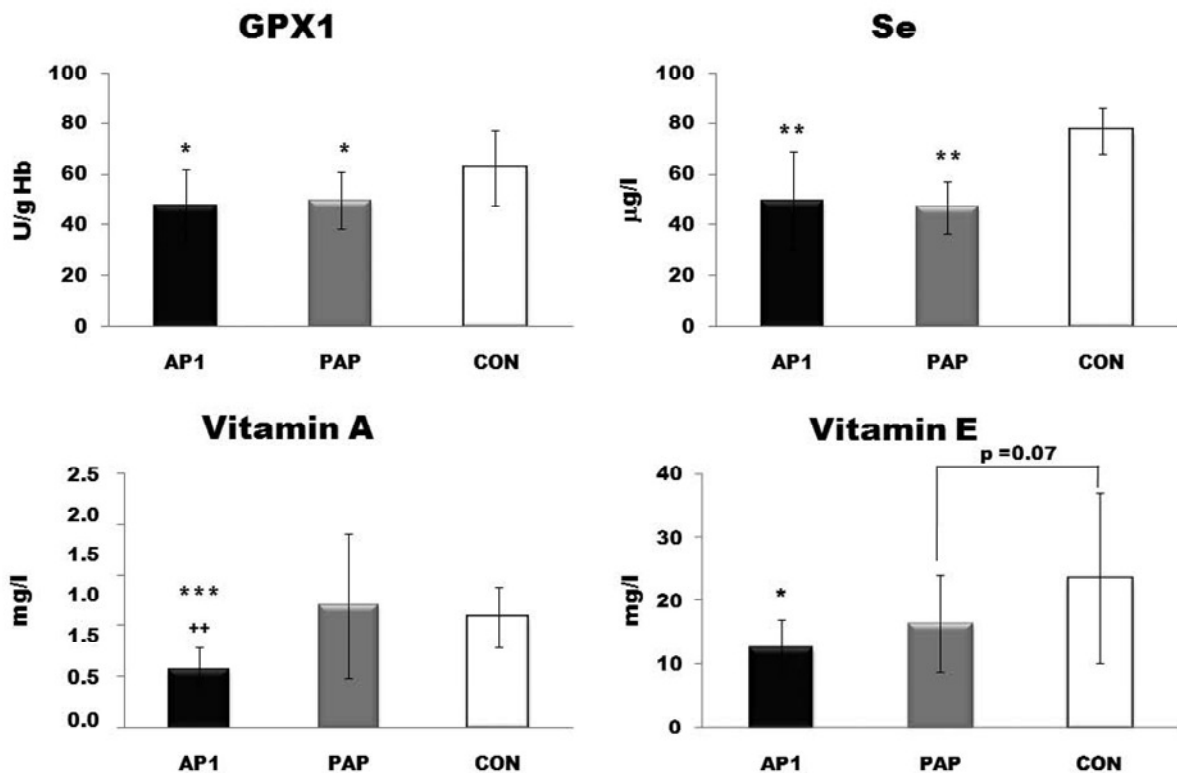 GPX1
100
80
60
40
20
0
U/g Hb
*
*
AP1 PAP CON
Se
100
80
60
40
20
0
µg/l
**
**
AP1 PAP CON
Vitamin A
2.5
2.0
1.5
1.0
1.5
0.5
0.0
mg/l
***
++
AP1 PAP CON
Vitamin E
p =0.07
40
30
20
10
0
mg/l
*
AP1 PAP CON